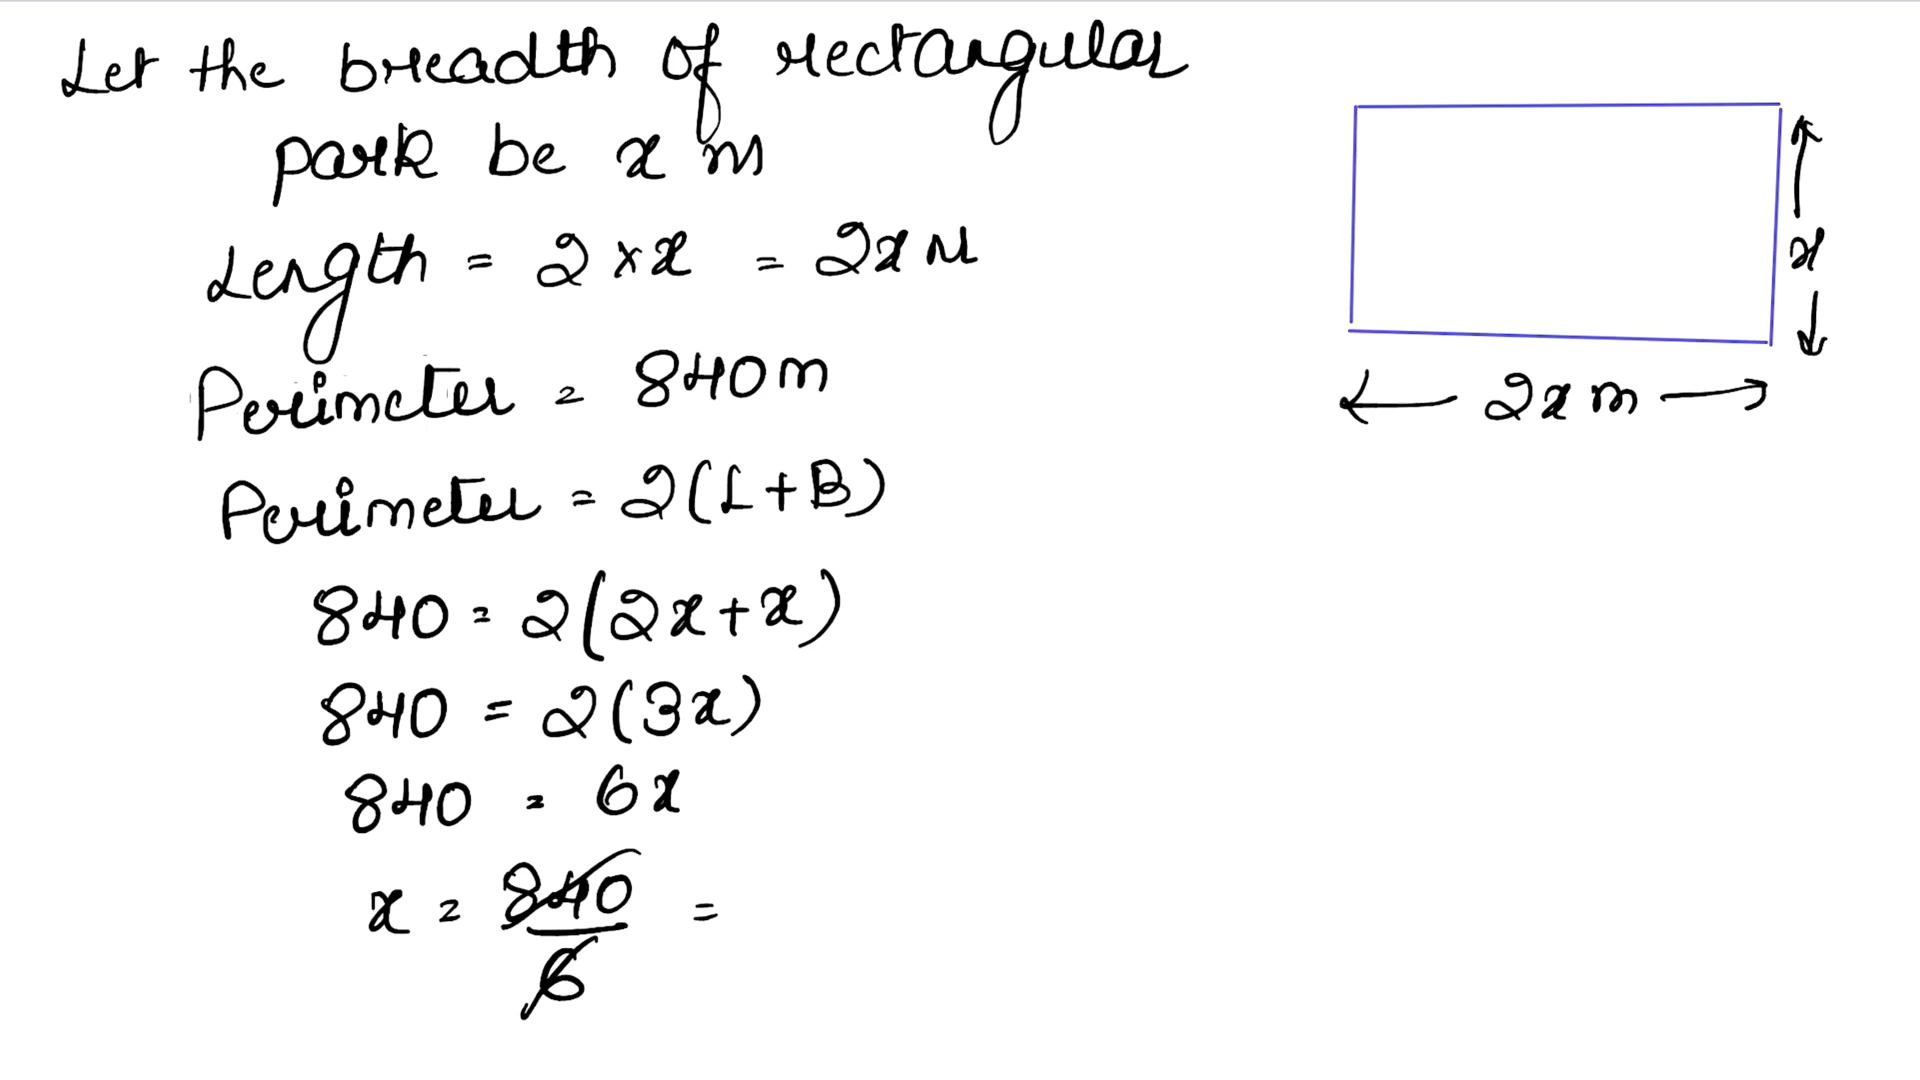 Let the breadth of rectangular
park be x m
Length = 2 × x = 2x m
Perimeter = 840m
Perimeter = 2(L+B)
840 = 2(2x+x)
840 = 2(3x)
840 = 6x
x = 840/6 =
x
2x m